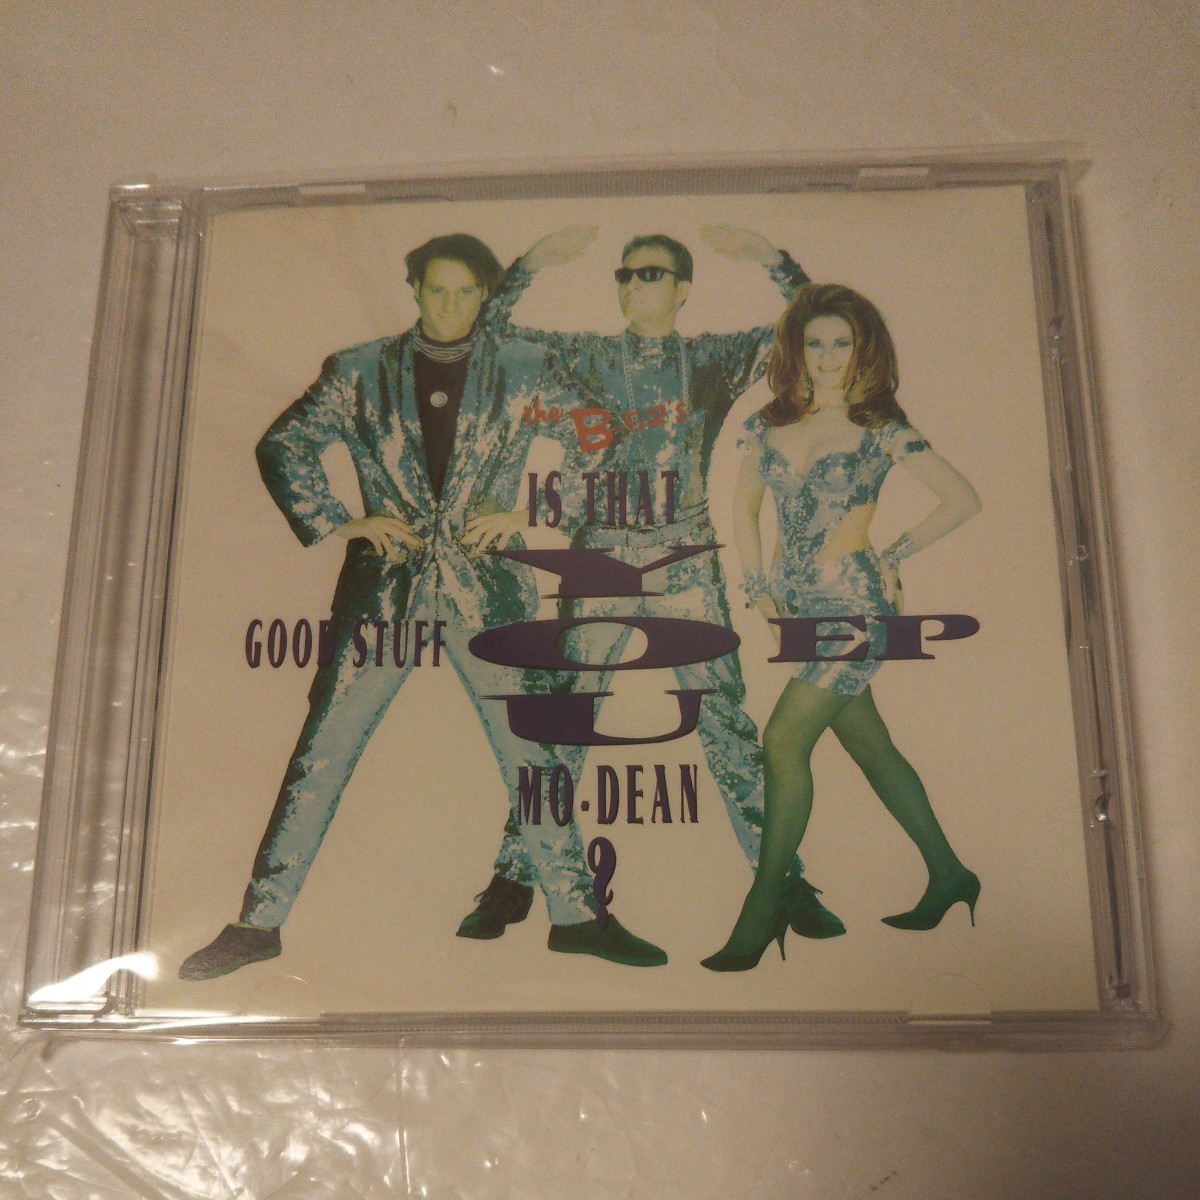 the B-52's
IS THAT
YOU
GOOD STUFF EP
MO-DEAN
?